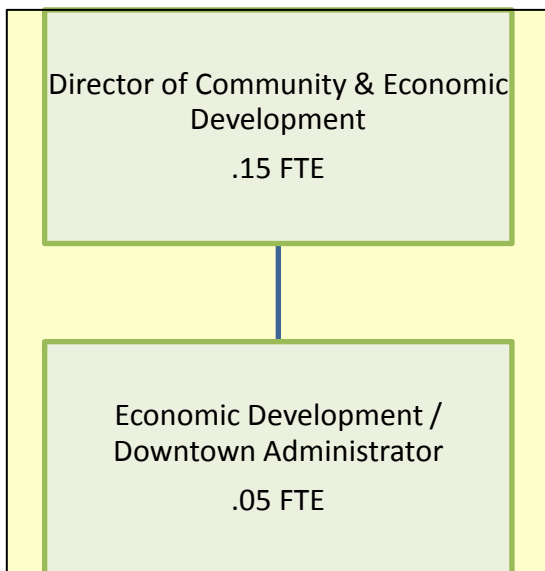 Director of Community & Economic
Development
.15 FTE
Economic Development /
Downtown Administrator
.05 FTE